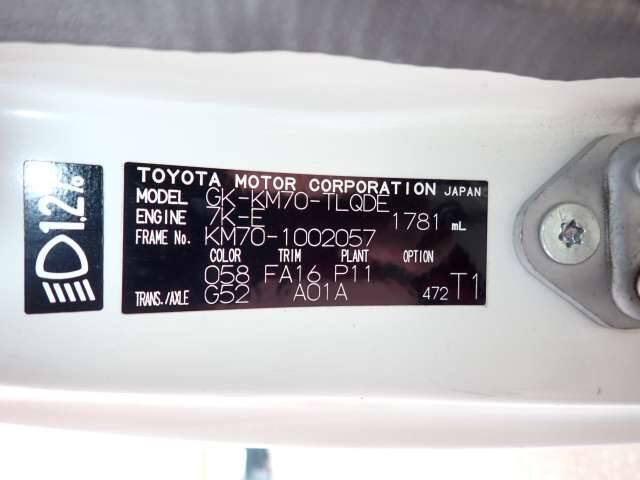 1.2%
TOYOTA MOTOR CORPORATION JAPAN
MODEL GK-KM70-TLQDE
ENGINE 7K-E 1781 mL
FRAME No. KM70-1002057
COLOR TRIM PLANT OPTION
058 FA16 P11
TRANS./AXLE G52 A01A 472 T1